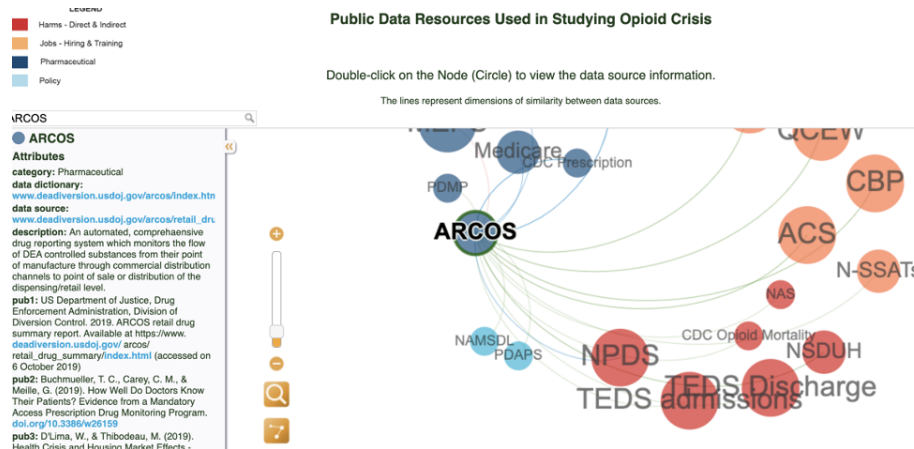 LEGEND
Harms - Direct & Indirect
Jobs - Hiring & Training
Pharmaceutical
Policy
Public Data Resources Used in Studying Opioid Crisis
Double-click on the Node (Circle) to view the data source information.
The lines represent dimensions of similarity between data sources.
ARCOS
ARCOS
Attributes
category: Pharmaceutical
data dictionary:
www.deadiversion.usdoj.gov/arcos/index.htn
data source:
www.deadiversion.usdoj.gov/arcos/retail_dru
description: An automated, comprehaensive
drug reporting system which monitors the flow
of DEA controlled substances from their point
of manufacture through commercial distribution
channels to point of sale or distribution of the
dispensing/retail level.
pub1: US Department of Justice, Drug
Enforcement Administration, Division of
Diversion Control. 2019. ARCOS retail drug
summary report. Available at https://www.
deadiversion.usdoj.gov/ arcos/
retail_drug_summary/index.html (accessed on
6 October 2019)
pub2: Buchmueller, T. C., Carey, C. M., &
Meille, G. (2019). How Well Do Doctors Know
Their Patients? Evidence from a Mandatory
Access Prescription Drug Monitoring Program.
doi.org/10.3386/w26159
pub3: D'Lima, W., & Thibodeau, M. (2019).
Health Crisis and Housing Market Effects -
MEPS
QCEW
Medicare
CDC Prescription
PDMP
CBP
ARCOS
ACS
N-SSATs
NAS
CDC Opioid Mortality
NAMSDL
PDAPS
NPDS
NSDUH
TEDS Discharge
TEDS admissions